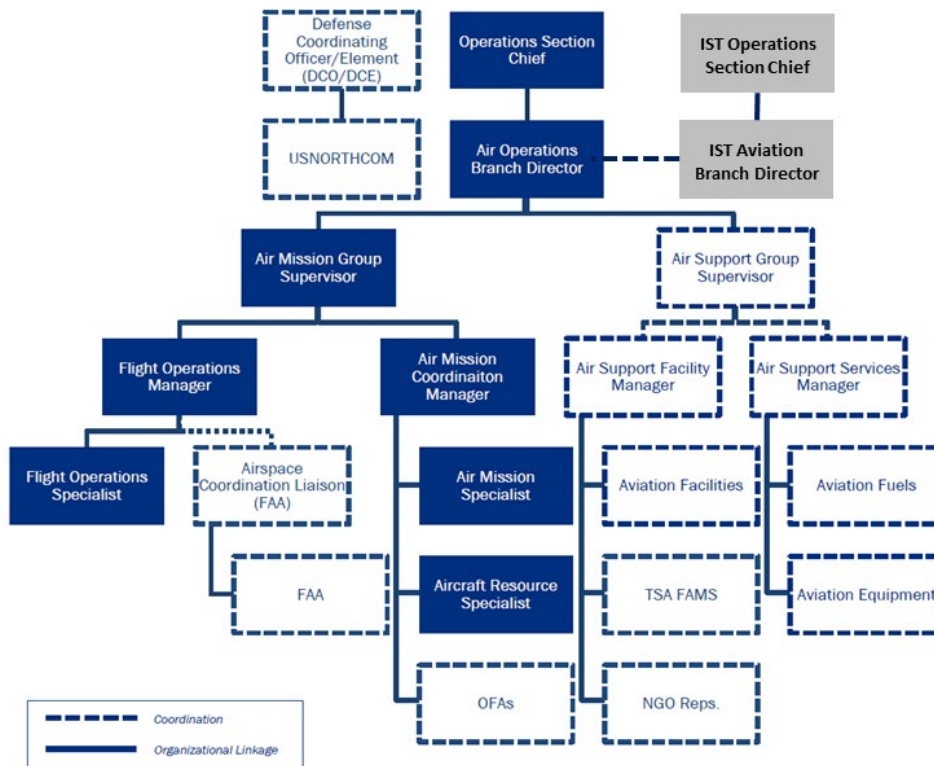 Defense
Coordinating
Officer/Element
(DCO/DCE)
Operations Section
Chief
IST Operations
Section Chief
USNORTHCOM
Air Operations
Branch Director
IST Aviation
Branch Director
Air Mission Group
Supervisor
Air Support Group
Supervisor
Flight Operations
Manager
Air Mission
Coordinaiton
Manager
Air Support Facility
Manager
Air Support Services
Manager
Flight Operations
Specialist
Airspace
Coordination Liaison
(FAA)
Air Mission
Specialist
Aviation Facilities
Aviation Fuels
FAA
Aircraft Resource
Specialist
TSA FAMS
Aviation Equipment
OFAs
NGO Reps.
Coordination
Organizational Linkage